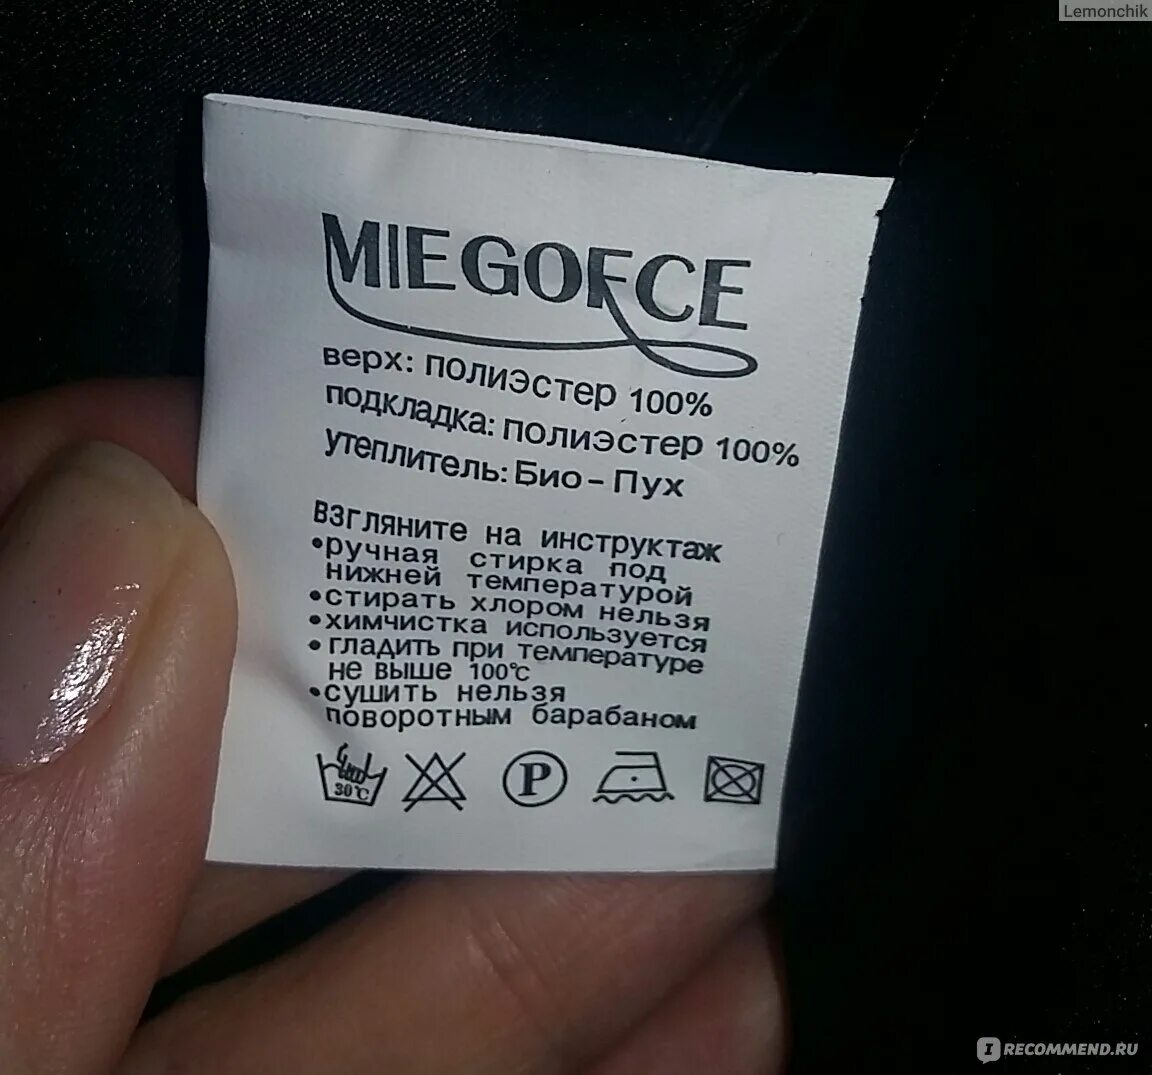 Lemonchik
MIEGOFCE
верх: полиэстер 100%
подкладка: полиэстер 100%
утеплитель: Био – Пух
Взгляните на инструктаж
•ручная стирка под
нижней температурой
•стирать хлором нельзя
•химчистка используется
•гладить при температуре
не выше 100℃
•сушить нельзя
поворотным барабаном
30℃
P
IRECOMMEND.RU